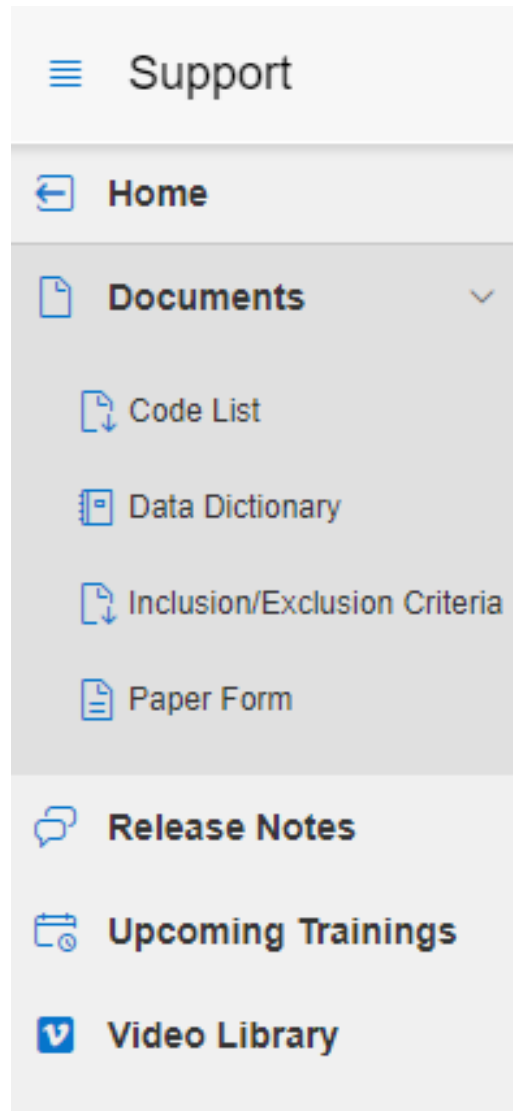 Support
Home
Documents
Code List
Data Dictionary
Inclusion/Exclusion Criteria
Paper Form
Release Notes
Upcoming Trainings
Video Library